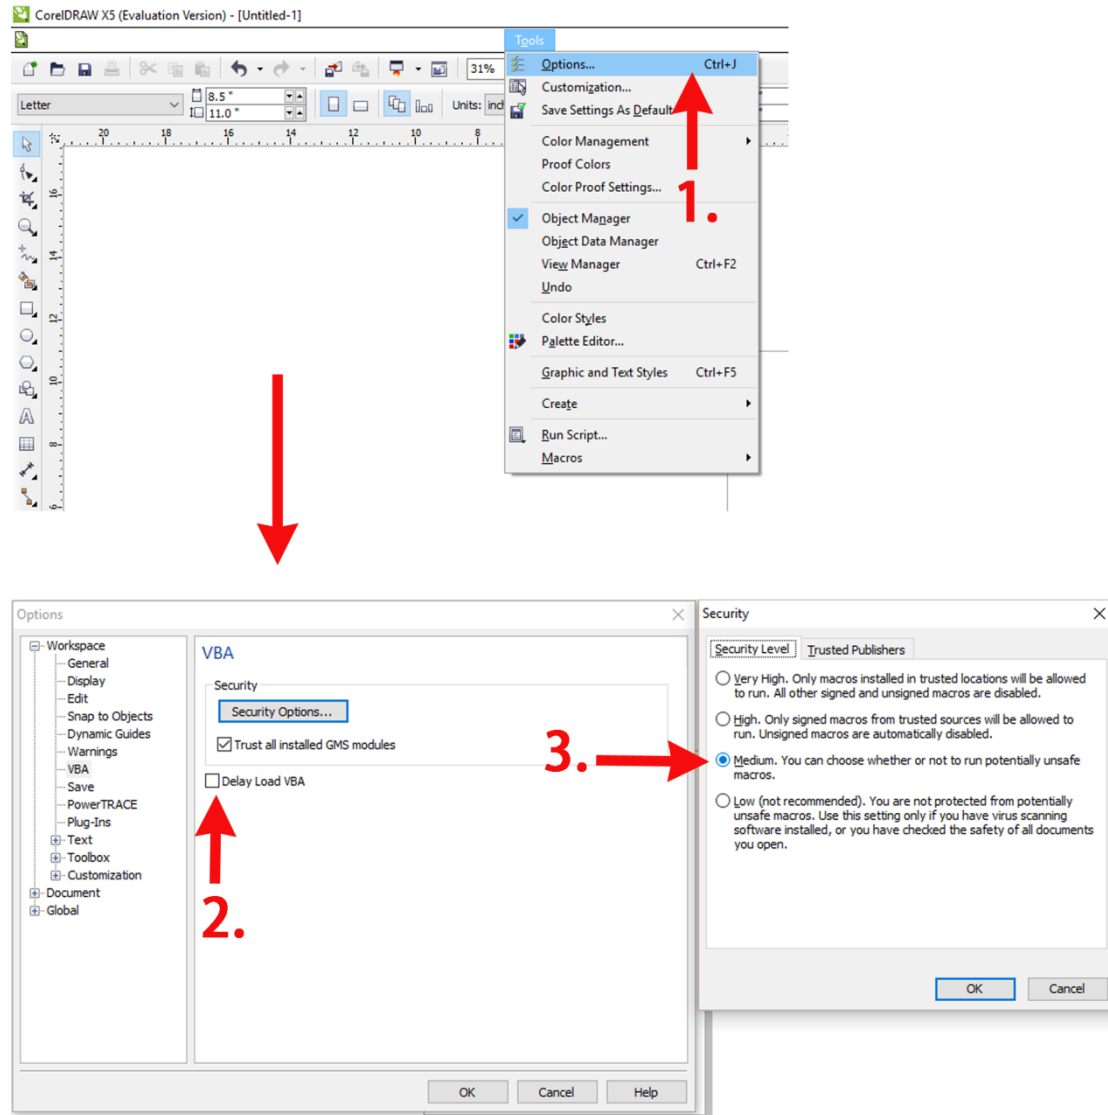 CorelDRAW X5 (Evaluation Version) - [Untitled-1]
Tools
31%
Options... Ctrl+J
Customization...
Save Settings As Default
Color Management
Proof Colors
Color Proof Settings...
Object Manager
Object Data Manager
View Manager Ctrl+F2
Undo
Color Styles
Palette Editor...
Graphic and Text Styles Ctrl+F5
Create
Run Script...
Macros
1.
Letter
8.5 "
11.0 "
Units:
20 18 16 14 12 10 8
16
14
12
10
8
6
Options
Workspace
General
Display
Edit
Snap to Objects
Dynamic Guides
Warnings
VBA
Save
PowerTRACE
Plug-Ins
Text
Toolbox
Customization
Document
Global
VBA
Security
Security Options...
Trust all installed GMS modules
Delay Load VBA
2.
OK Cancel Help
3.
Security
Security Level Trusted Publishers
Very High. Only macros installed in trusted locations will be allowed
to run. All other signed and unsigned macros are disabled.
High. Only signed macros from trusted sources will be allowed to
run. Unsigned macros are automatically disabled.
Medium. You can choose whether or not to run potentially unsafe
macros.
Low (not recommended). You are not protected from potentially
unsafe macros. Use this setting only if you have virus scanning
software installed, or you have checked the safety of all documents
you open.
OK Cancel